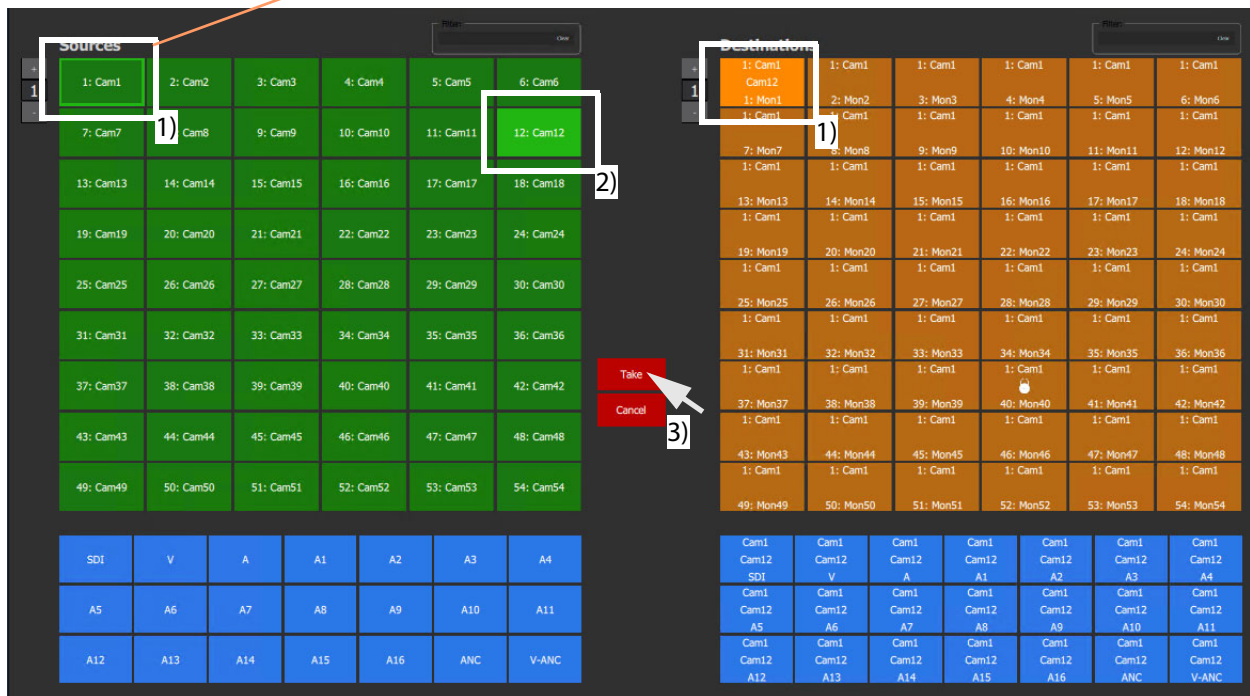 Filter:
Clear
Sources
+
1
-
1: Cam1 2: Cam2 3: Cam3 4: Cam4 5: Cam5 6: Cam6
1)
7: Cam7 Cam8 9: Cam9 10: Cam10 11: Cam11 12: Cam12
2)
13: Cam13 14: Cam14 15: Cam15 16: Cam16 17: Cam17 18: Cam18
19: Cam19 20: Cam20 21: Cam21 22: Cam22 23: Cam23 24: Cam24
25: Cam25 26: Cam26 27: Cam27 28: Cam28 29: Cam29 30: Cam30
31: Cam31 32: Cam32 33: Cam33 34: Cam34 35: Cam35 36: Cam36
37: Cam37 38: Cam38 39: Cam39 40: Cam40 41: Cam41 42: Cam42
43: Cam43 44: Cam44 45: Cam45 46: Cam46 47: Cam47 48: Cam48
49: Cam49 50: Cam50 51: Cam51 52: Cam52 53: Cam53 54: Cam54
SDI V A A1 A2 A3 A4
A5 A6 A7 A8 A9 A10 A11
A12 A13 A14 A15 A16 ANC V-ANC
Take
Cancel
3)
Filter:
Clear
Destinations
+
1
-
1: Cam1 1: Cam1 1: Cam1 1: Cam1 1: Cam1 1: Cam1
Cam12
1: Mon1 2: Mon2 3: Mon3 4: Mon4 5: Mon5 6: Mon6
1: Cam1 1: Cam1 1: Cam1 1: Cam1 1: Cam1 1: Cam1
1)
7: Mon7 8: Mon8 9: Mon9 10: Mon10 11: Mon11 12: Mon12
1: Cam1 1: Cam1 1: Cam1 1: Cam1 1: Cam1 1: Cam1
13: Mon13 14: Mon14 15: Mon15 16: Mon16 17: Mon17 18: Mon18
1: Cam1 1: Cam1 1: Cam1 1: Cam1 1: Cam1 1: Cam1
19: Mon19 20: Mon20 21: Mon21 22: Mon22 23: Mon23 24: Mon24
1: Cam1 1: Cam1 1: Cam1 1: Cam1 1: Cam1 1: Cam1
25: Mon25 26: Mon26 27: Mon27 28: Mon28 29: Mon29 30: Mon30
1: Cam1 1: Cam1 1: Cam1 1: Cam1 1: Cam1 1: Cam1
31: Mon31 32: Mon32 33: Mon33 34: Mon34 35: Mon35 36: Mon36
1: Cam1 1: Cam1 1: Cam1 1: Cam1 1: Cam1 1: Cam1
37: Mon37 38: Mon38 39: Mon39 40: Mon40 41: Mon41 42: Mon42
1: Cam1 1: Cam1 1: Cam1 1: Cam1 1: Cam1 1: Cam1
43: Mon43 44: Mon44 45: Mon45 46: Mon46 47: Mon47 48: Mon48
1: Cam1 1: Cam1 1: Cam1 1: Cam1 1: Cam1 1: Cam1
49: Mon49 50: Mon50 51: Mon51 52: Mon52 53: Mon53 54: Mon54
Cam1 Cam1 Cam1 Cam1 Cam1 Cam1 Cam1
Cam12 Cam12 Cam12 Cam12 Cam12 Cam12 Cam12
SDI V A A1 A2 A3 A4
Cam1 Cam1 Cam1 Cam1 Cam1 Cam1 Cam1
Cam12 Cam12 Cam12 Cam12 Cam12 Cam12 Cam12
A5 A6 A7 A8 A9 A10 A11
Cam1 Cam1 Cam1 Cam1 Cam1 Cam1 Cam1
Cam12 Cam12 Cam12 Cam12 Cam12 Cam12 Cam12
A12 A13 A14 A15 A16 ANC V-ANC